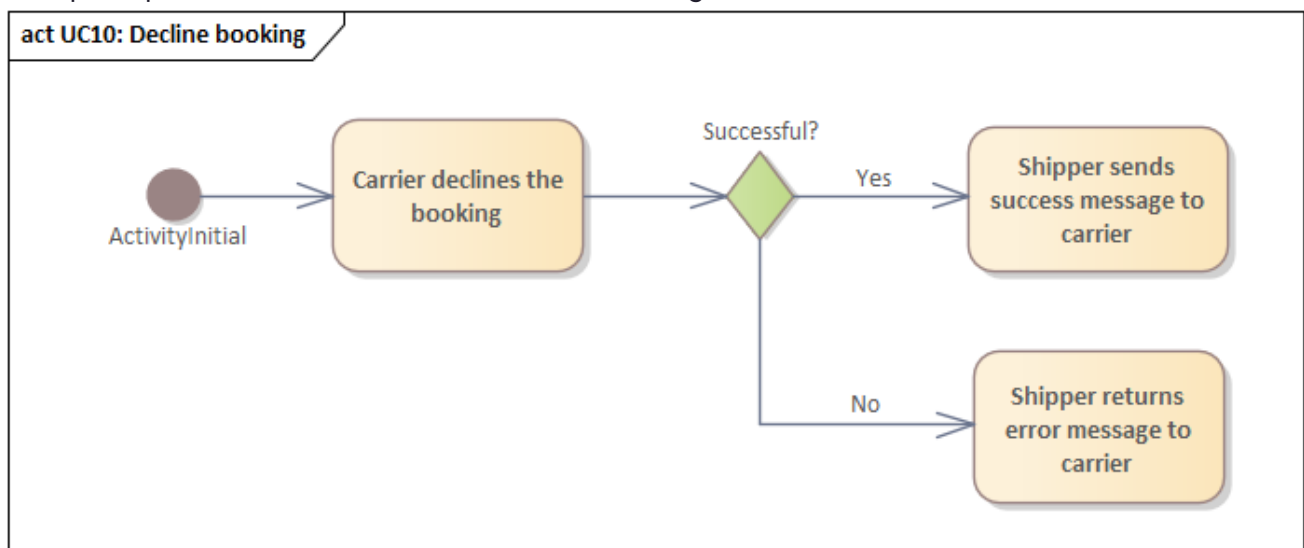 act UC10: Decline booking
Successful?
Carrier declines the
booking
Yes
Shipper sends
success message to
carrier
ActivityInitial
No
Shipper returns
error message to
carrier